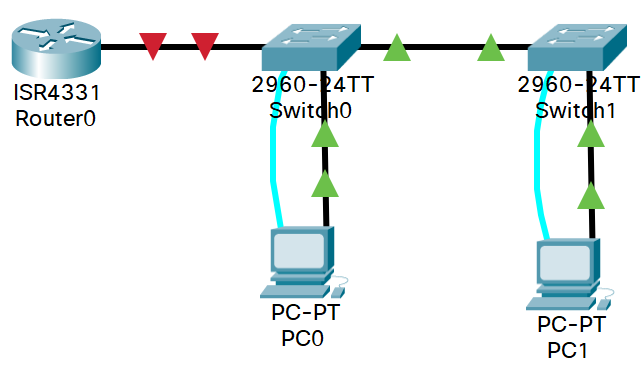 ISR4331
Router0
2960-24TT
Switch0
2960-24TT
Switch1
PC-PT
PC0
PC-PT
PC1